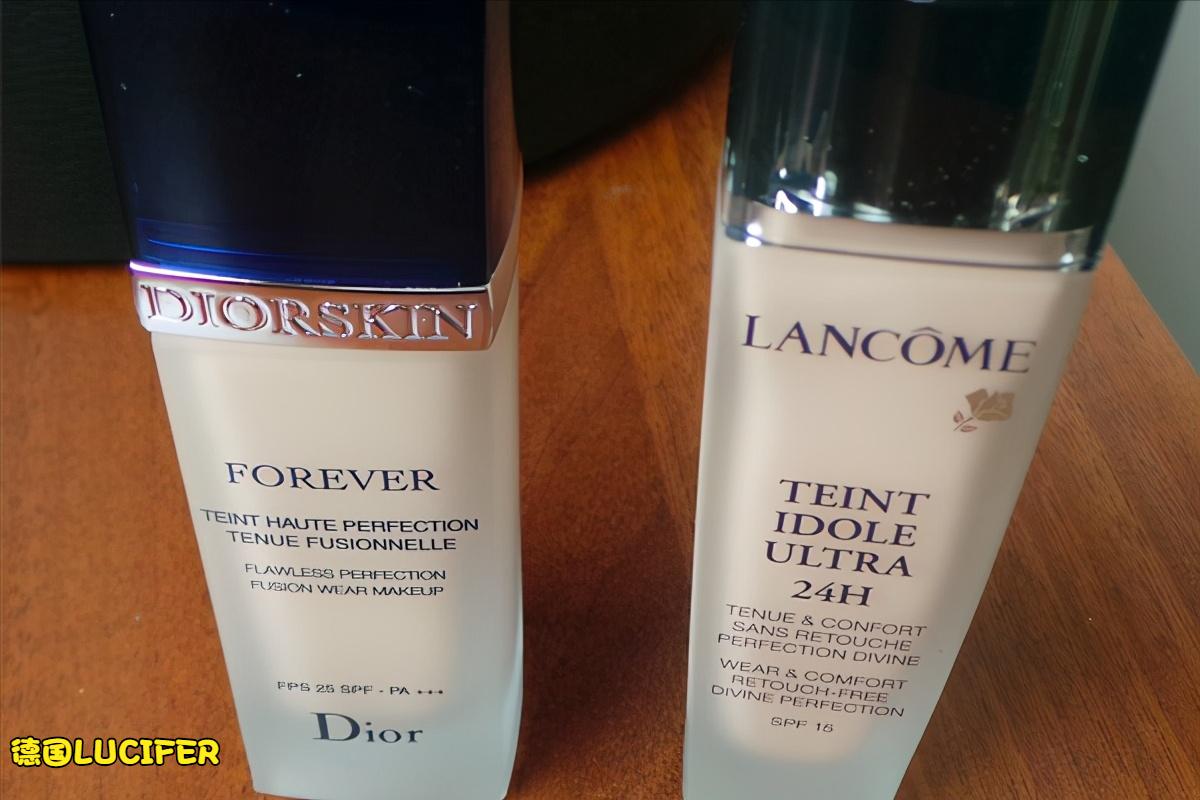 DIORSKIN
FOREVER
TEINT HAUTE PERFECTION
TENUE FUSIONNELLE
FLAWLESS PERFECTION
FUSION WEAR MAKEUP
FPS 25 SPF - PA +++
Dior
LANCÔME
TEINT
IDOLE
ULTRA
24H
TENUE & CONFORT
SANS RETOUCHE
PERFECTION DIVINE
WEAR & COMFORT
RETOUCH-FREE
DIVINE PERFECTION
SPF 15
德国LUCIFER